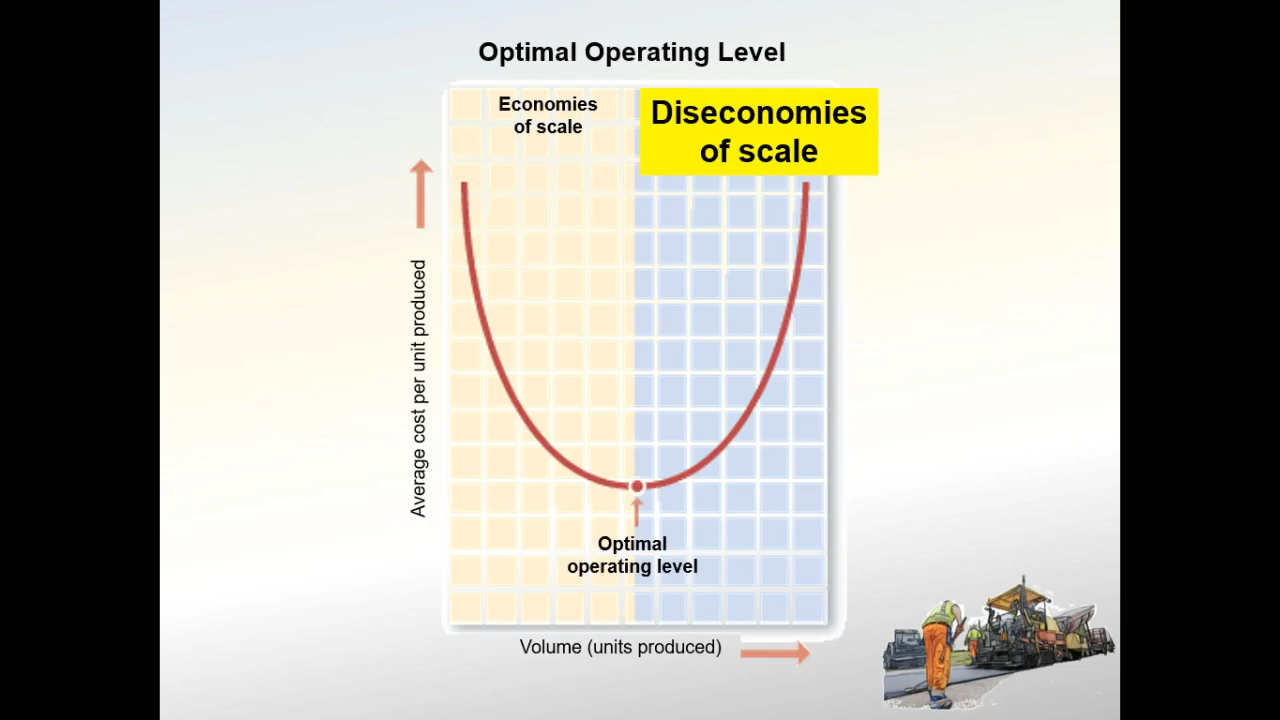 Optimal Operating Level
Economies
of scale
Diseconomies
of scale
Average cost per unit produced
Optimal
operating level
Volume (units produced)